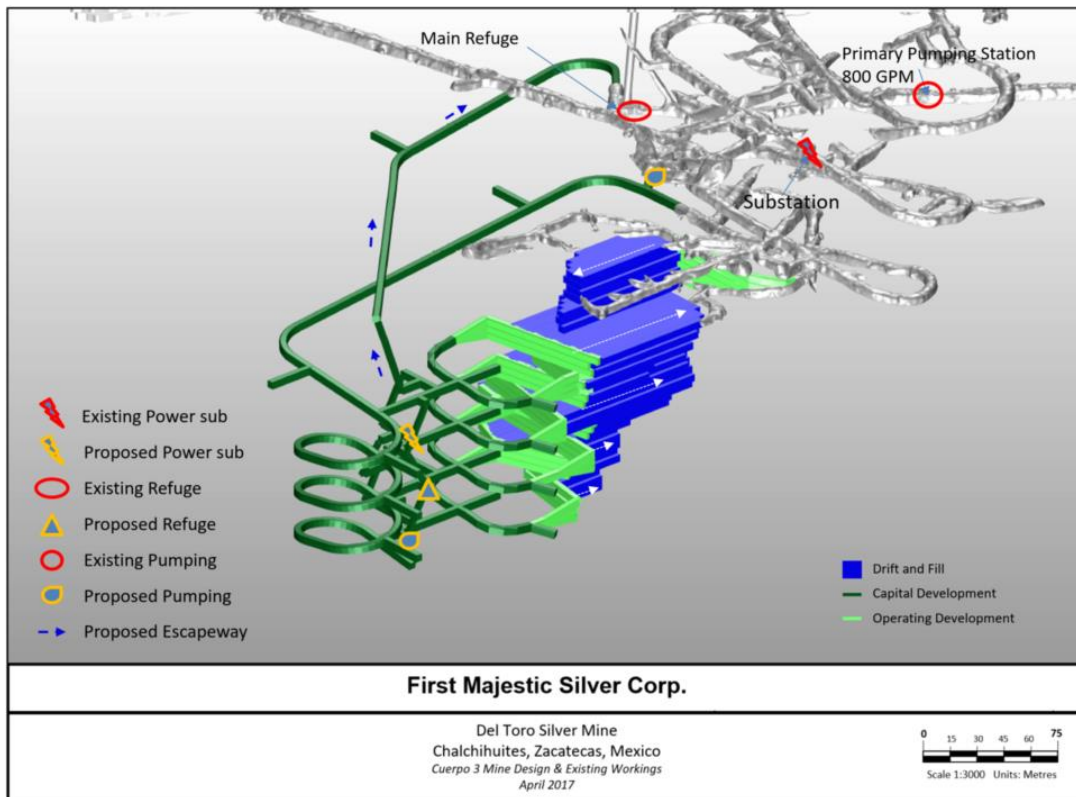 Main Refuge
Primary Pumping Station
800 GPM
Substation
Existing Power sub
Proposed Power sub
Existing Refuge
Proposed Refuge
Existing Pumping
Proposed Pumping
Proposed Escapeway
Drift and Fill
Capital Development
Operating Development
First Majestic Silver Corp.
Del Toro Silver Mine
Chalchihuites, Zacatecas, Mexico
Cuerpo 3 Mine Design & Existing Workings
April 2017
0 15 30 45 60 75
Scale 1:3000 Units: Metres